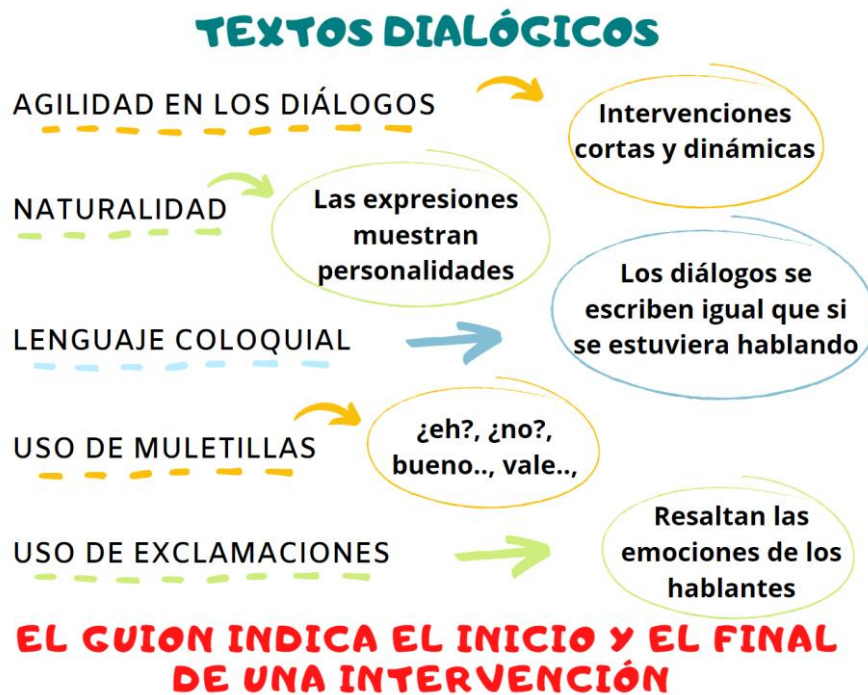 TEXTOS DIALÓGICOS
AGILIDAD EN LOS DIÁLOGOS
Intervenciones
cortas y dinámicas
NATURALIDAD
Las expresiones
muestran
personalidades
LENGUAJE COLOQUIAL
Los diálogos se
escriben igual que si
se estuviera hablando
USO DE MULETILLAS
¿eh?, ¿no?,
bueno.., vale..,
USO DE EXCLAMACIONES
Resaltan las
emociones de los
hablantes
EL GUION INDICA EL INICIO Y EL FINAL
DE UNA INTERVENCIÓN